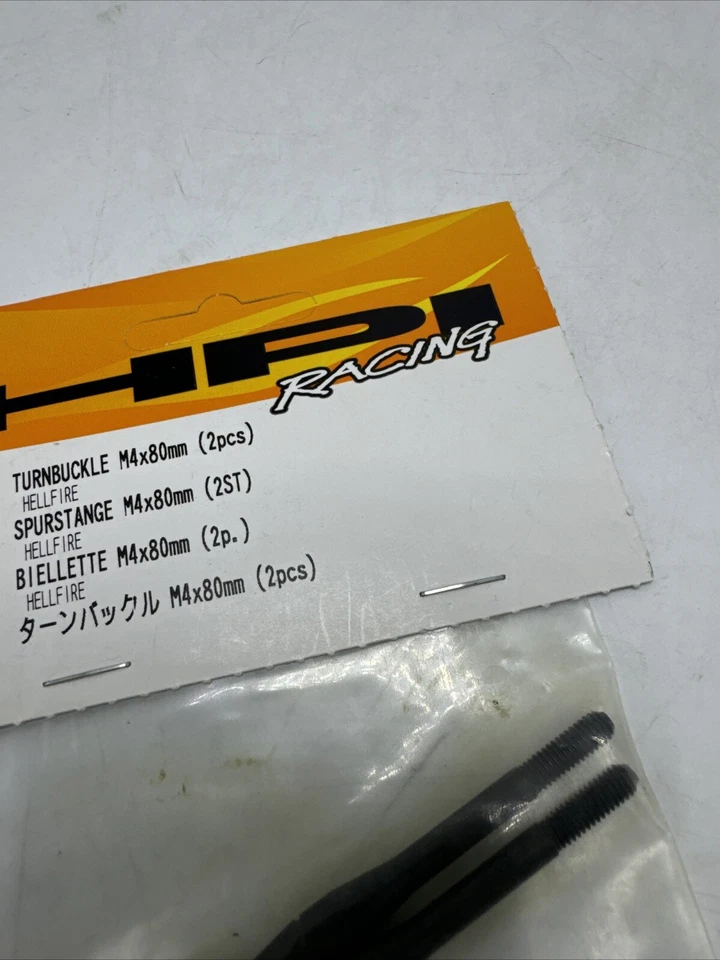 HPI
RACING
TURNBUCKLE M4x80mm (2pcs)
HELLFIRE
SPURSTANGE M4x80mm (2ST)
HELLFIRE
BIELLETTE M4x80mm (2p.)
HELLFIRE
ターンバックル M4x80mm (2pcs)